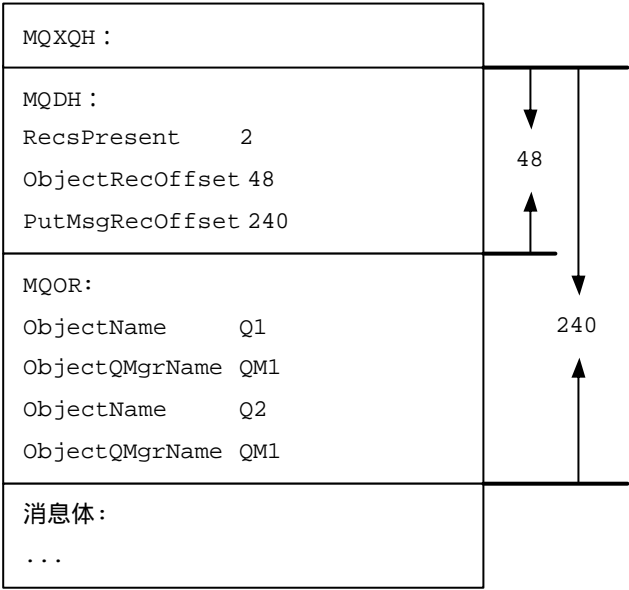 MQXQH：
MQDH：
RecsPresent 2
ObjectRecOffset 48
PutMsgRecOffset 240
48
MQOR:
ObjectName Q1
ObjectQMgrName QM1
ObjectName Q2
ObjectQMgrName QM1
240
消息体:
...